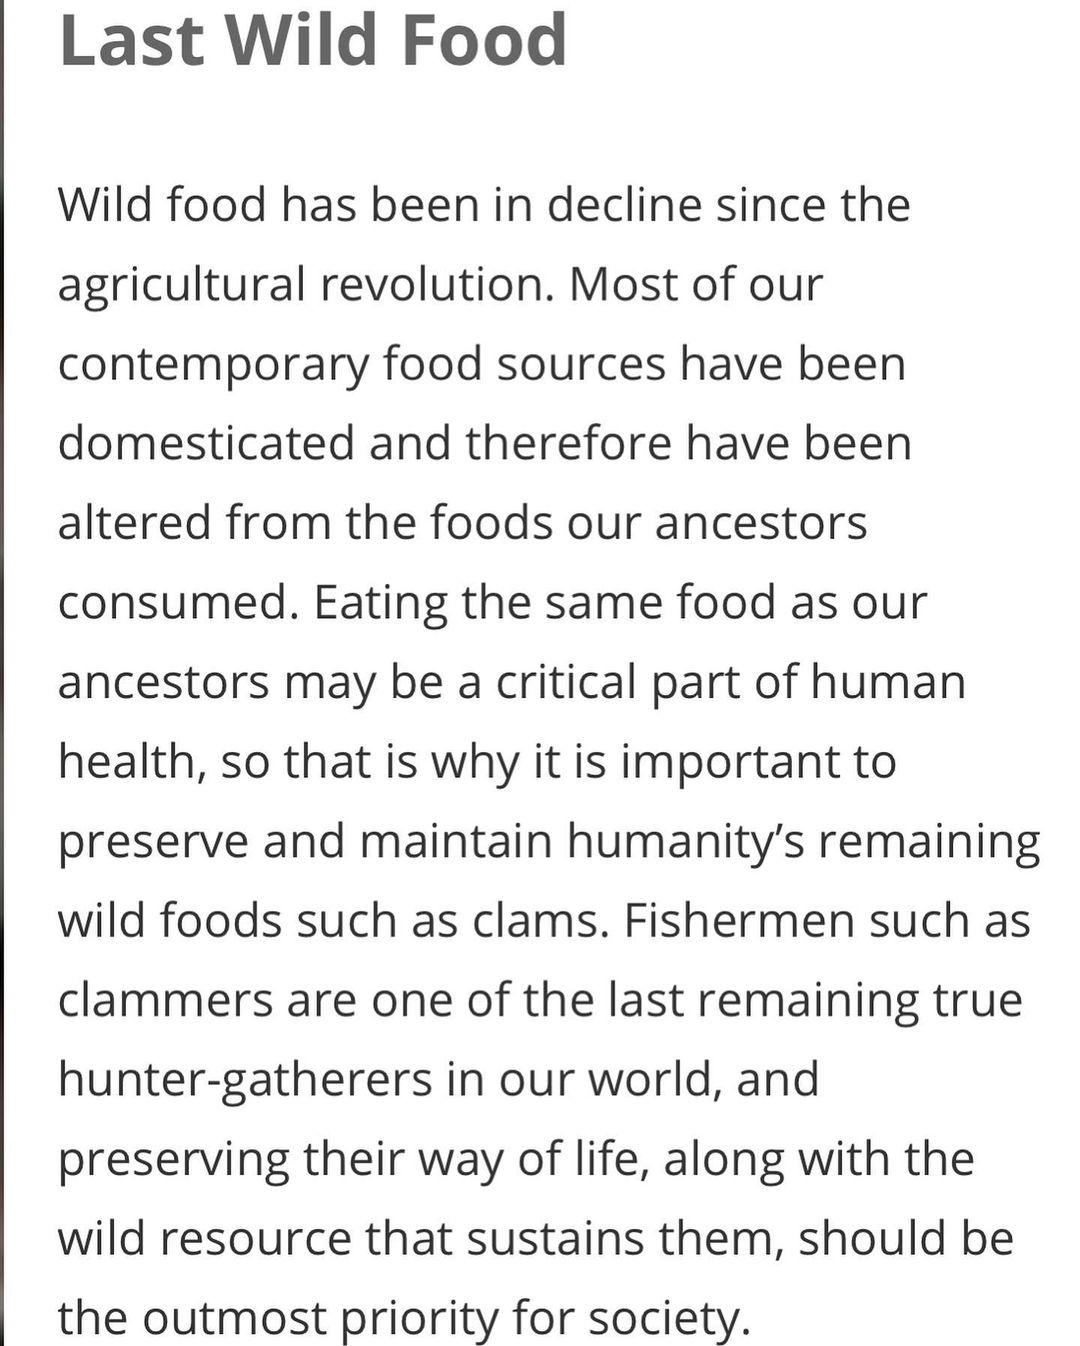 Last Wild Food
Wild food has been in decline since the
agricultural revolution. Most of our
contemporary food sources have been
domesticated and therefore have been
altered from the foods our ancestors
consumed. Eating the same food as our
ancestors may be a critical part of human
health, so that is why it is important to
preserve and maintain humanity’s remaining
wild foods such as clams. Fishermen such as
clammers are one of the last remaining true
hunter-gatherers in our world, and
preserving their way of life, along with the
wild resource that sustains them, should be
the outmost priority for society.